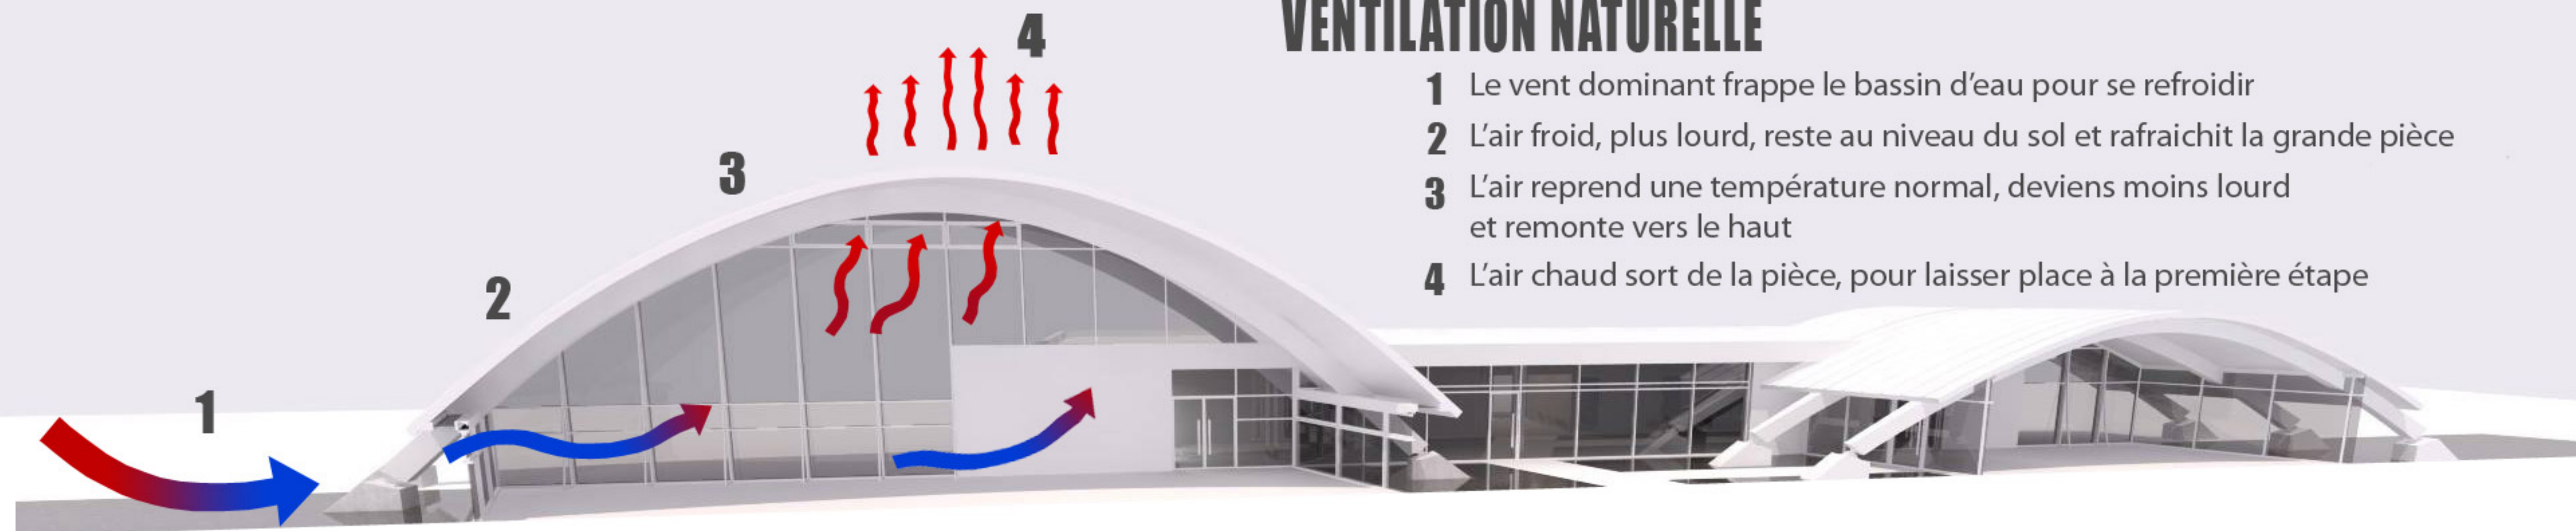 VENTILATION NATURELLE
1 Le vent dominant frappe le bassin d'eau pour se refroidir
2 L'air froid, plus lourd, reste au niveau du sol et rafraichit la grande pièce
3 L'air reprend une température normal, deviens moins lourd
et remonte vers le haut
4 L'air chaud sort de la pièce, pour laisser place à la première étape
4
3
2
1